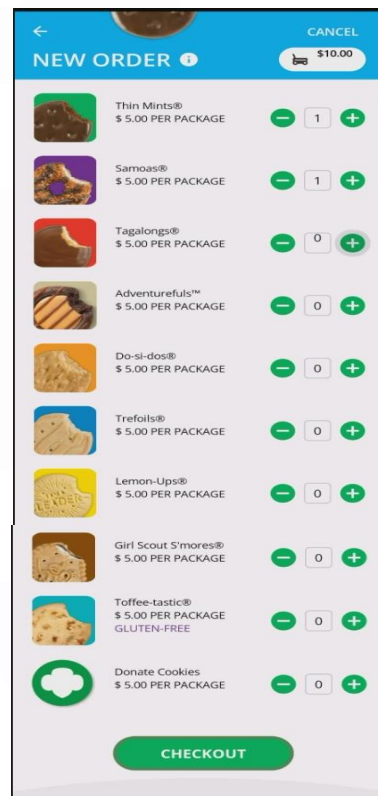 CANCEL
NEW ORDER i
$10.00
Thin Mints®
$ 5.00 PER PACKAGE
1
Samoas®
$ 5.00 PER PACKAGE
1
Tagalongs®
$ 5.00 PER PACKAGE
0
Adventurefuls™
$ 5.00 PER PACKAGE
0
Do-si-dos®
$ 5.00 PER PACKAGE
0
Trefoils®
$ 5.00 PER PACKAGE
0
Lemon-Ups®
$ 5.00 PER PACKAGE
0
LEADER
Girl Scout S'mores®
$ 5.00 PER PACKAGE
0
Toffee-tastic®
$ 5.00 PER PACKAGE
GLUTEN-FREE
0
Donate Cookies
$ 5.00 PER PACKAGE
0
CHECKOUT